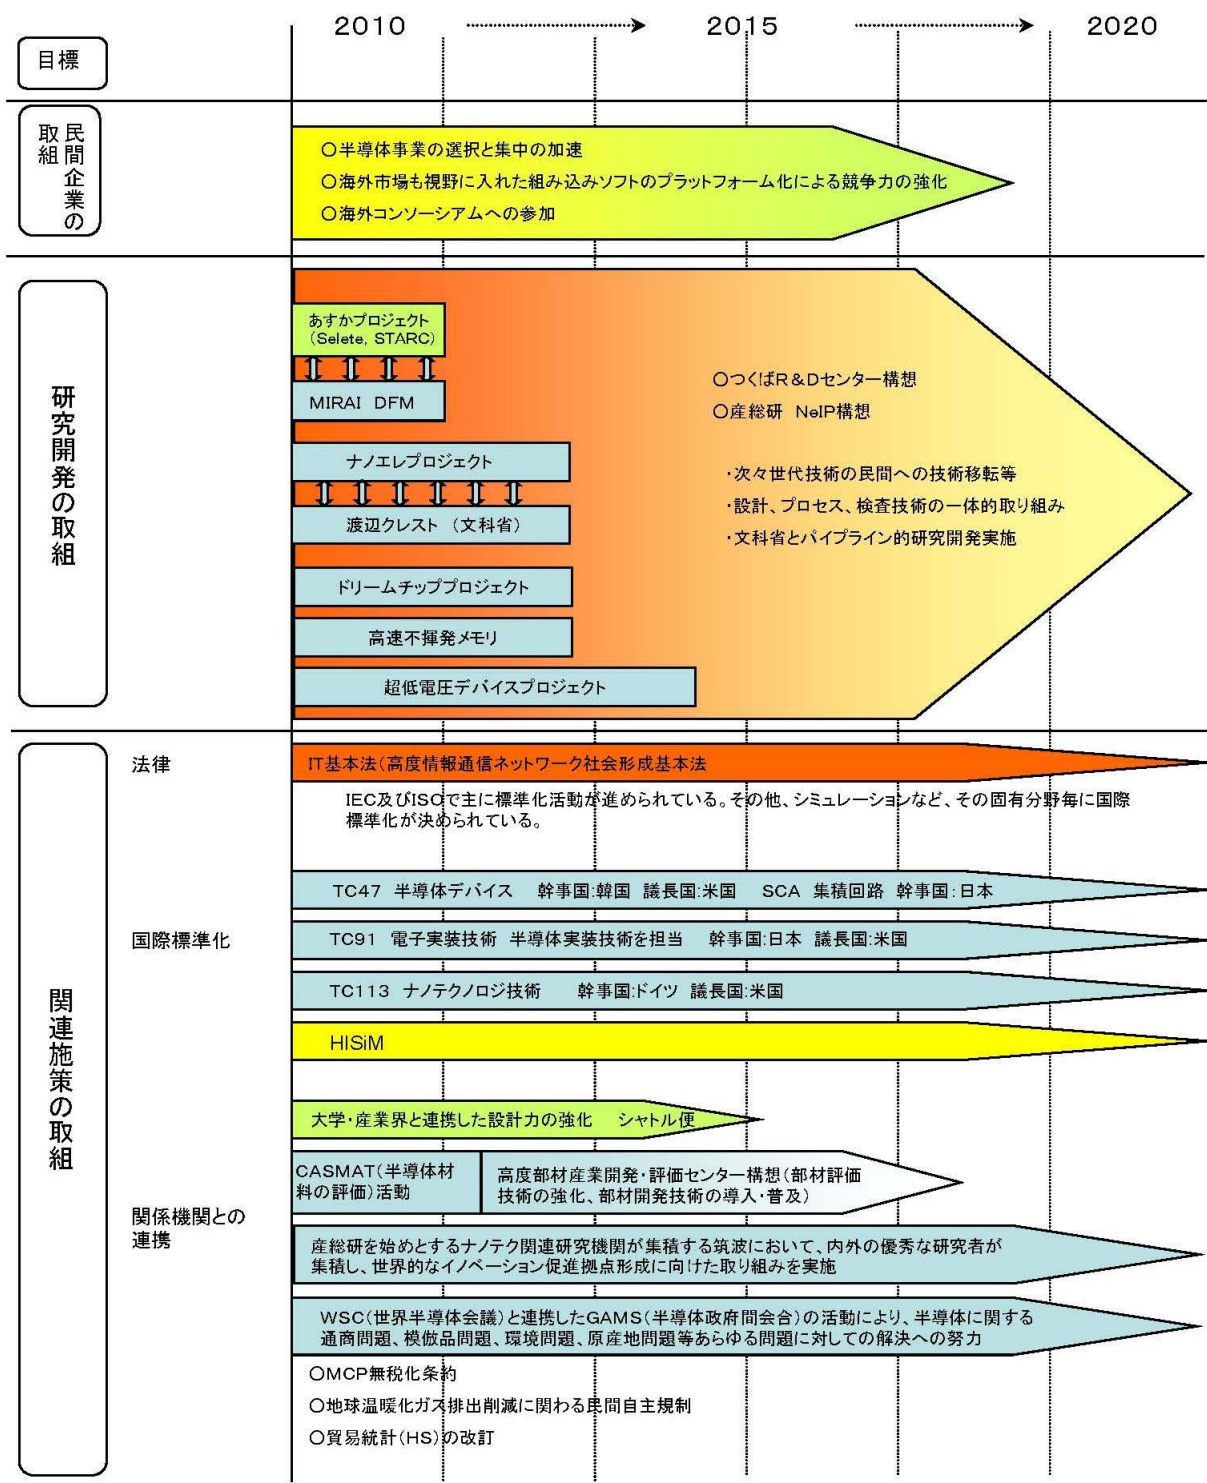 2010
2015
2020
目標
民間企業の
取組
○半導体事業の選択と集中の加速
○海外市場も視野に入れた組み込みソフトのプラットフォーム化による競争力の強化
○海外コンソーシアムへの参加
研究開発の取組
あすかプロジェクト
(Selete, STARC)
MIRAI DFM
ナノエレプロジェクト
渡辺クレスト (文科省)
ドリームチッププロジェクト
高速不揮発メモリ
超低電圧デバイスプロジェクト
○つくばR&Dセンター構想
○産総研 NeIP構想
・次々世代技術の民間への技術移転等
・設計、プロセス、検査技術の一体的取り組み
・文科省とパイプライン的研究開発実施
関連施策の取組
法律
IT基本法(高度情報通信ネットワーク社会形成基本法
IEC及びISOで主に標準化活動が進められている。その他、シミュレーションなど、その固有分野毎に国際
標準化が決められている。
国際標準化
TC47 半導体デバイス 幹事国:韓国 議長国:米国 SCA 集積回路 幹事国:日本
TC91 電子実装技術 半導体実装技術を担当 幹事国:日本 議長国:米国
TC113 ナノテクノロジ技術 幹事国:ドイツ 議長国:米国
HISiM
関係機関との
連携
大学・産業界と連携した設計力の強化 シャトル便
CASMAT(半導体材
料の評価)活動
高度部材産業開発・評価センター構想(部材評価
技術の強化、部材開発技術の導入・普及)
産総研を始めとするナノテク関連研究機関が集積する筑波において、内外の優秀な研究者が
集積し、世界的なイノベーション促進拠点形成に向けた取り組みを実施
WSC(世界半導体会議)と連携したGAMS(半導体政府間会合)の活動により、半導体に関する
通商問題、模倣品問題、環境問題、原産地問題等あらゆる問題に対しての解決への努力
○MCP無税化条約
○地球温暖化ガス排出削減に関わる民間自主規制
○貿易統計(HS)の改訂